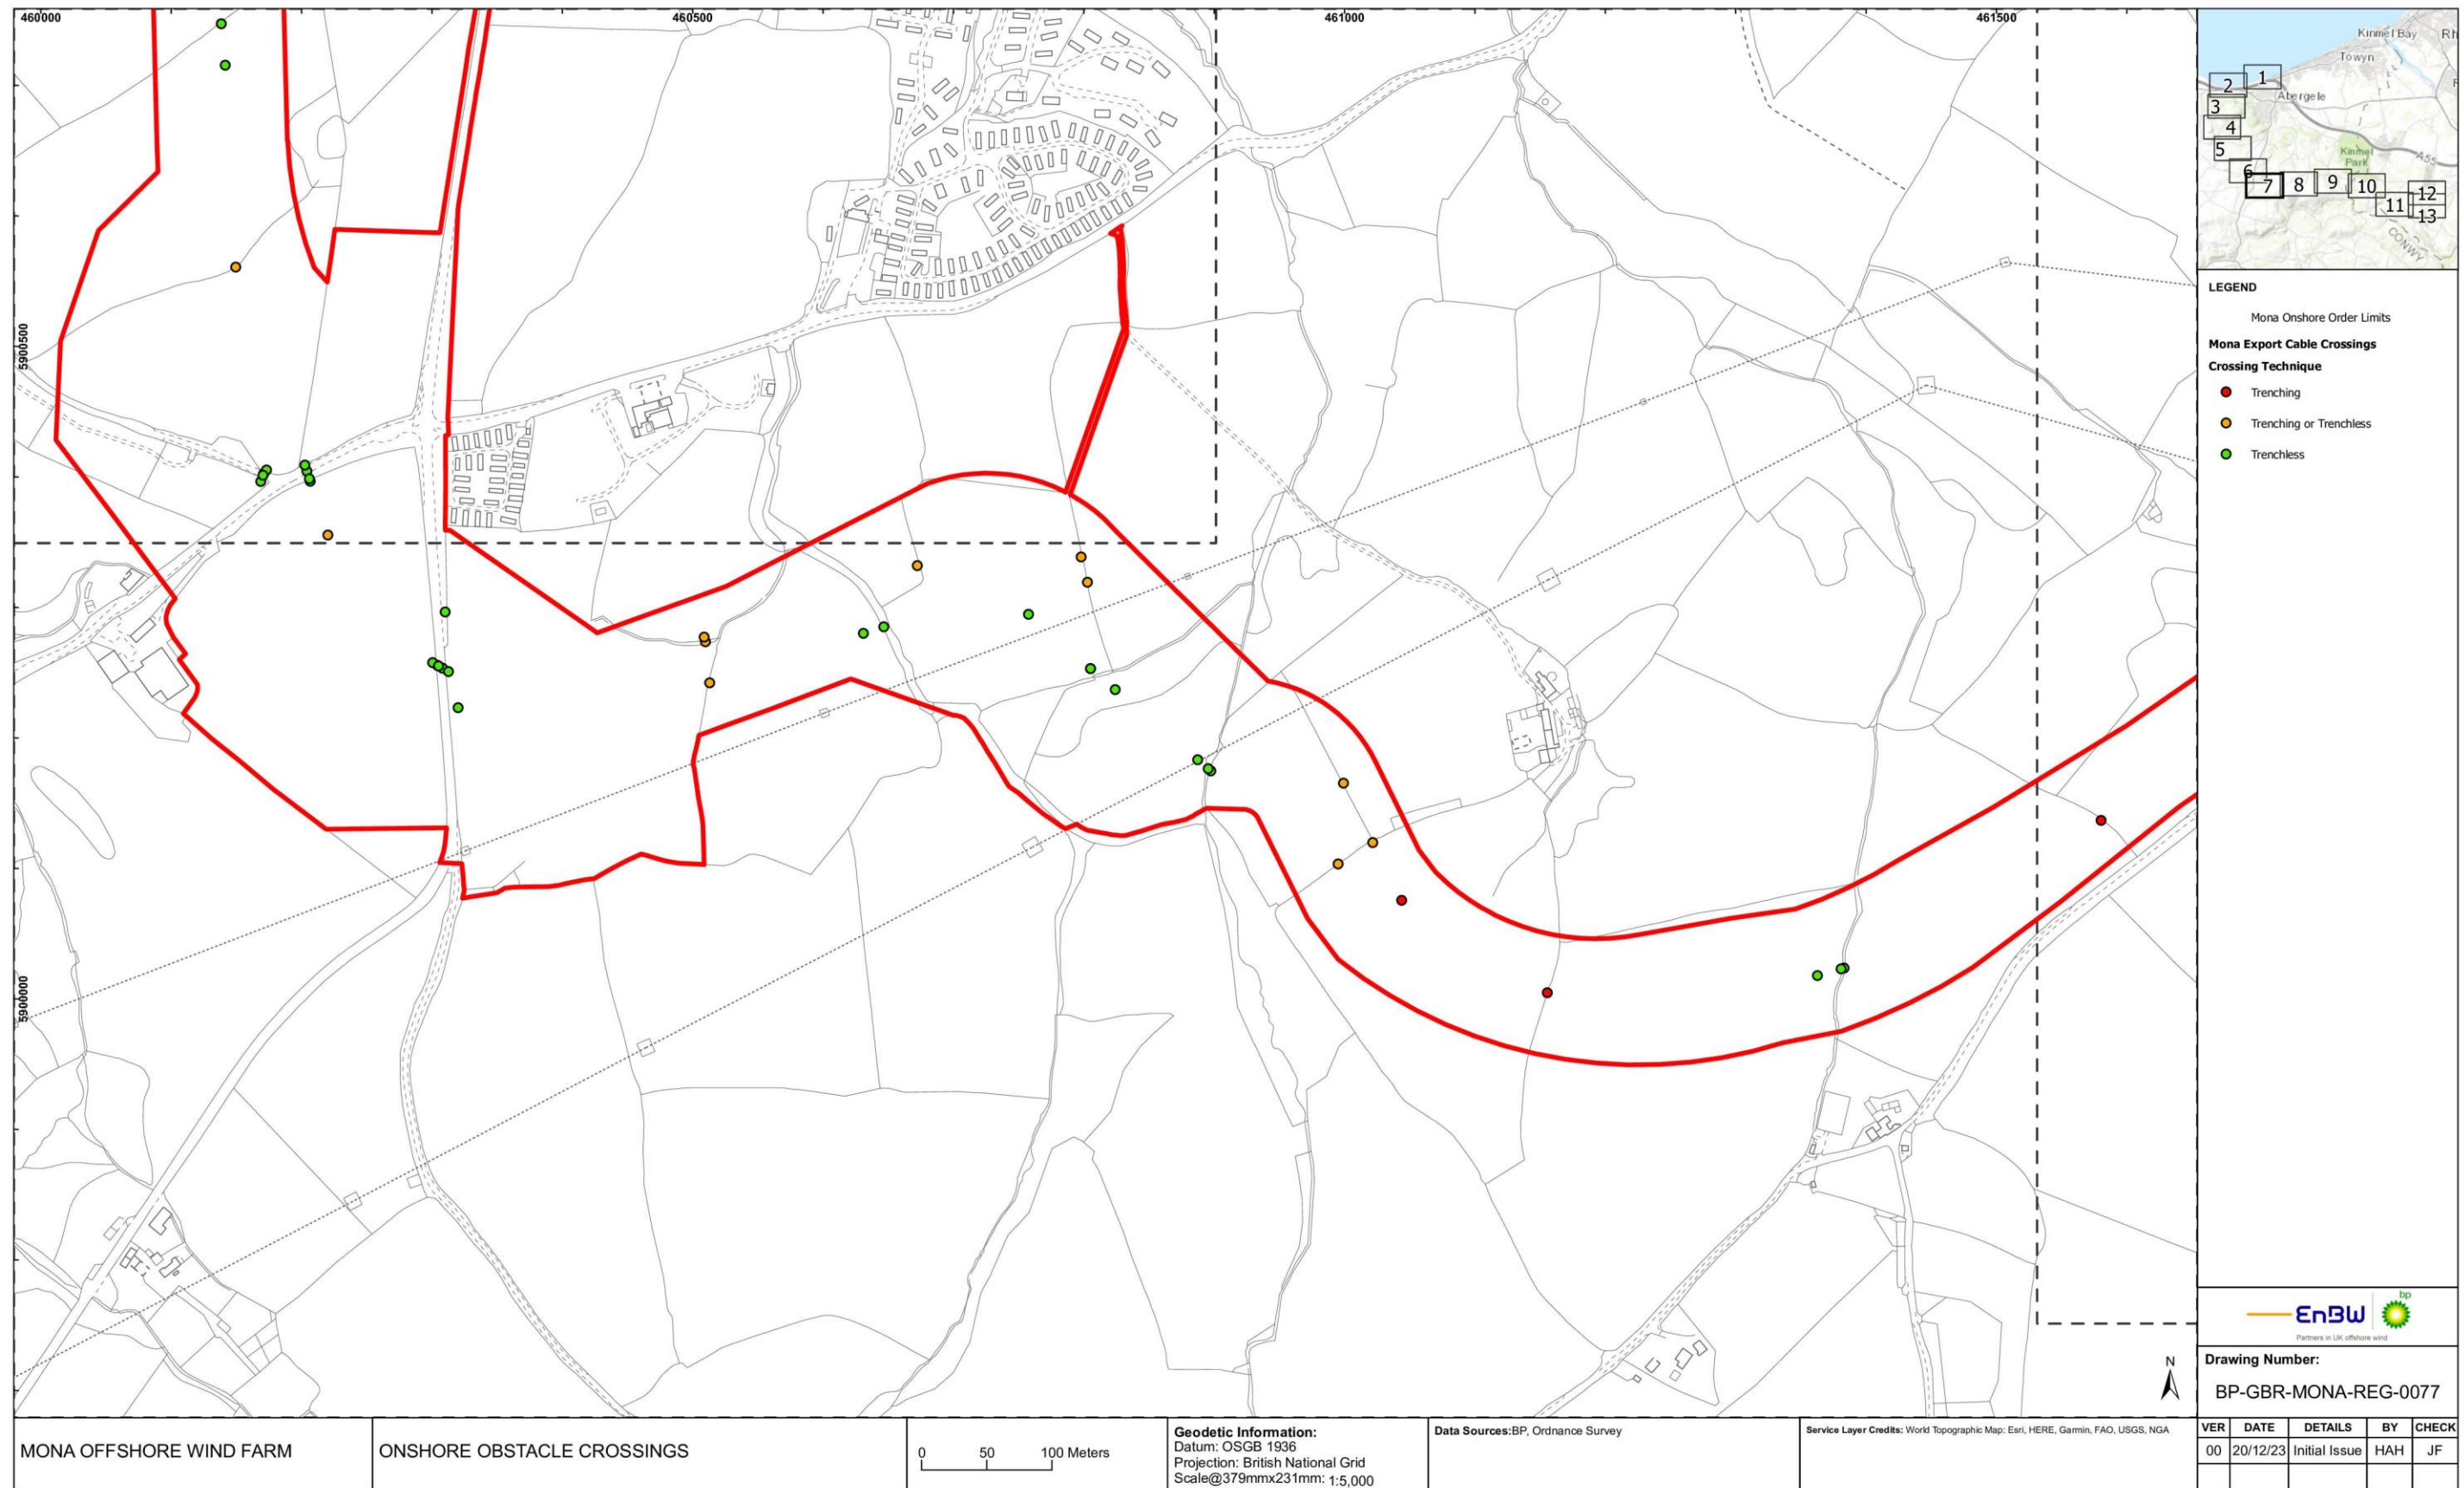 460000
460500
461000
461500
5900500
5900000
Kinmel Bay
Rh
Towyn
1
2
Abergele
3
4
Kinmel
Park
A55
5
6
7
8
9
10
11
12
13
CONWY
LEGEND
Mona Onshore Order Limits
Mona Export Cable Crossings
Crossing Technique
Trenching
Trenching or Trenchless
Trenchless
N
EnBW
bp
Partners in UK offshore wind
Drawing Number:
BP-GBR-MONA-REG-0077
MONA OFFSHORE WIND FARM
ONSHORE OBSTACLE CROSSINGS
0 50 100 Meters
Geodetic Information:
Datum: OSGB 1936
Projection: British National Grid
Scale@379mmx231mm: 1:5,000
Data Sources:BP, Ordnance Survey
Service Layer Credits: World Topographic Map: Esri, HERE, Garmin, FAO, USGS, NGA
VER DATE DETAILS BY CHECK
00 20/12/23 Initial Issue HAH JF